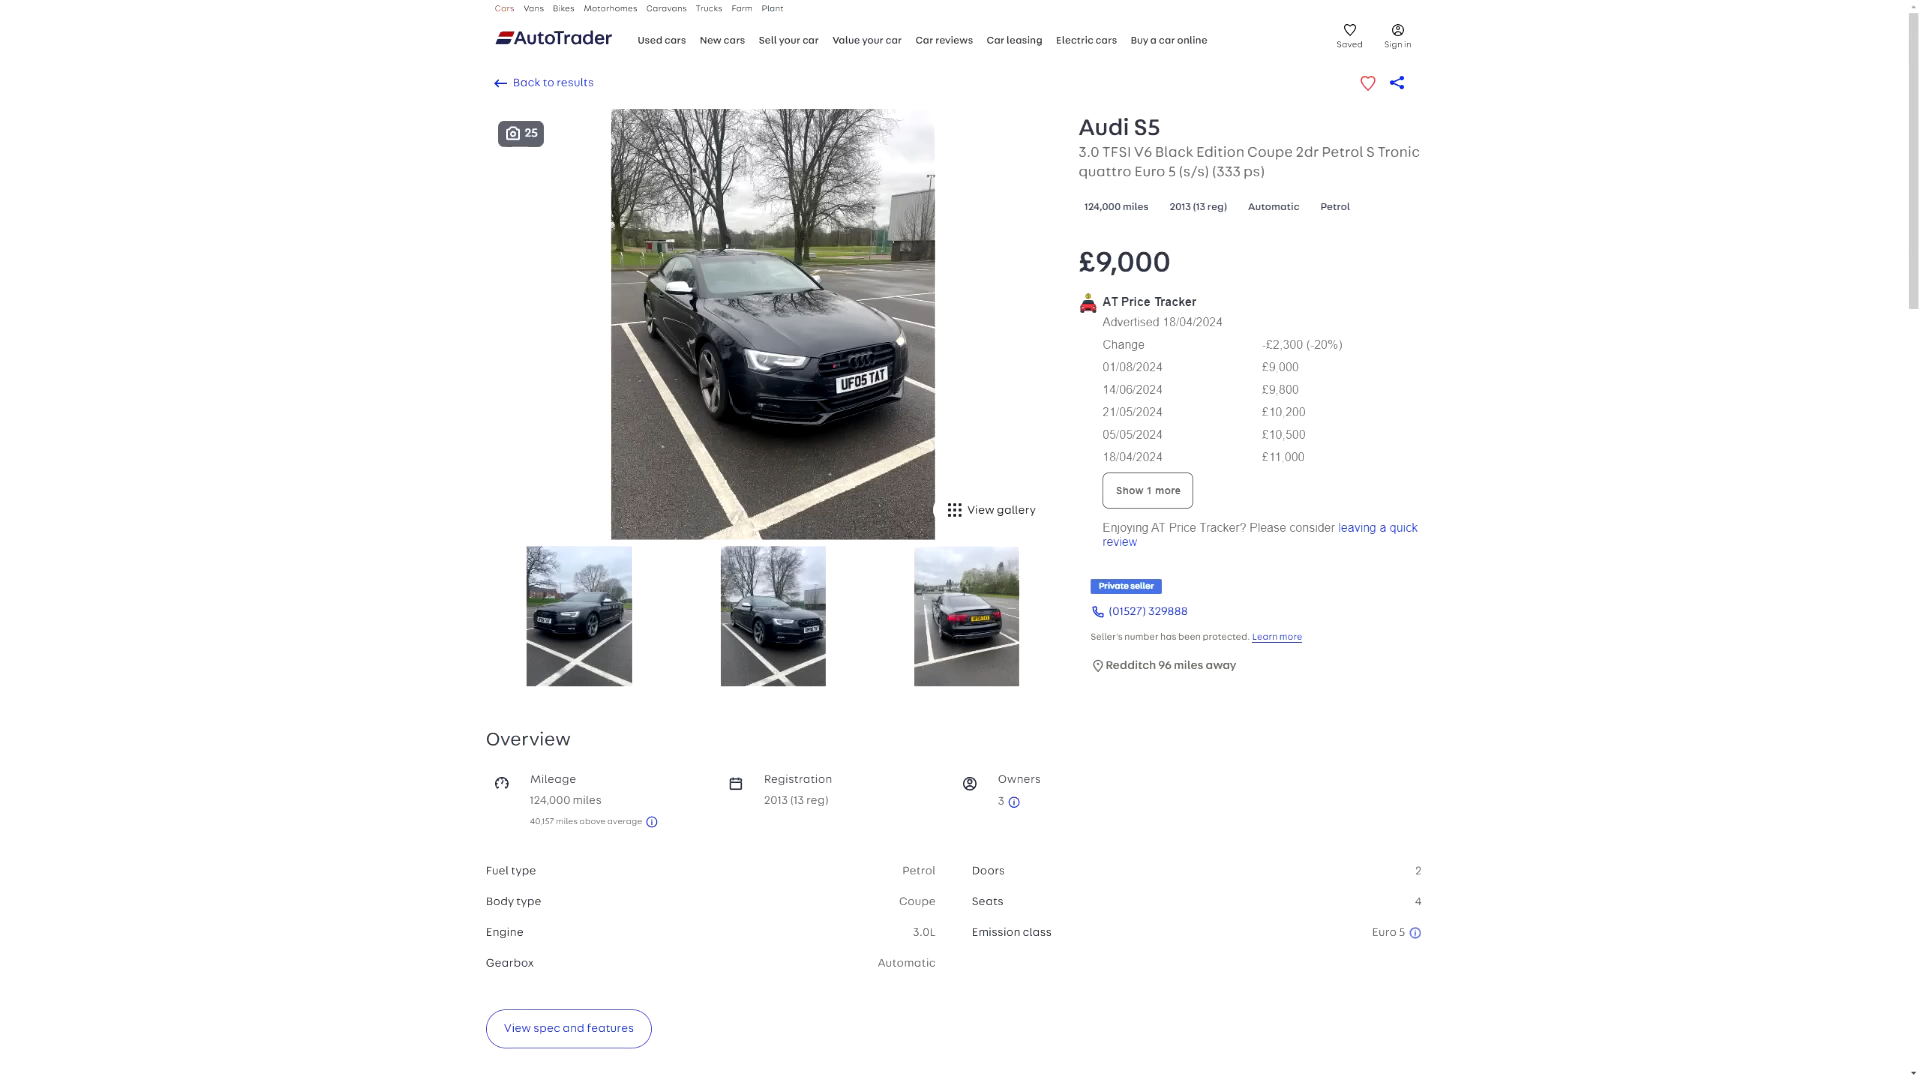 Cars Vans Bikes Motorhomes Caravans Trucks Farm Plant
AutoTrader
Used cars New cars Sell your car Value your car Car reviews Car leasing Electric cars Buy a car online
Saved
Sign in
Back to results
25
UF05 TAT
View gallery
Audi S5
3.0 TFSI V6 Black Edition Coupe 2dr Petrol S Tronic
quattro Euro 5 (s/s) (333 ps)
124,000 miles 2013 (13 reg) Automatic Petrol
£9,000
AT Price Tracker
Advertised 18/04/2024
Change -£2,300 (-20%)
01/08/2024 £9,000
14/06/2024 £9,800
21/05/2024 £10,200
05/05/2024 £10,500
18/04/2024 £11,000
Show 1 more
Enjoying AT Price Tracker? Please consider leaving a quick
review
Private seller
(01527) 329888
Seller's number has been protected. Learn more
Redditch 96 miles away
Overview
Mileage
124,000 miles
40,157 miles above average
Registration
2013 (13 reg)
Owners
3
Fuel type Petrol
Body type Coupe
Engine 3.0L
Gearbox Automatic
Doors 2
Seats 4
Emission class Euro 5
View spec and features